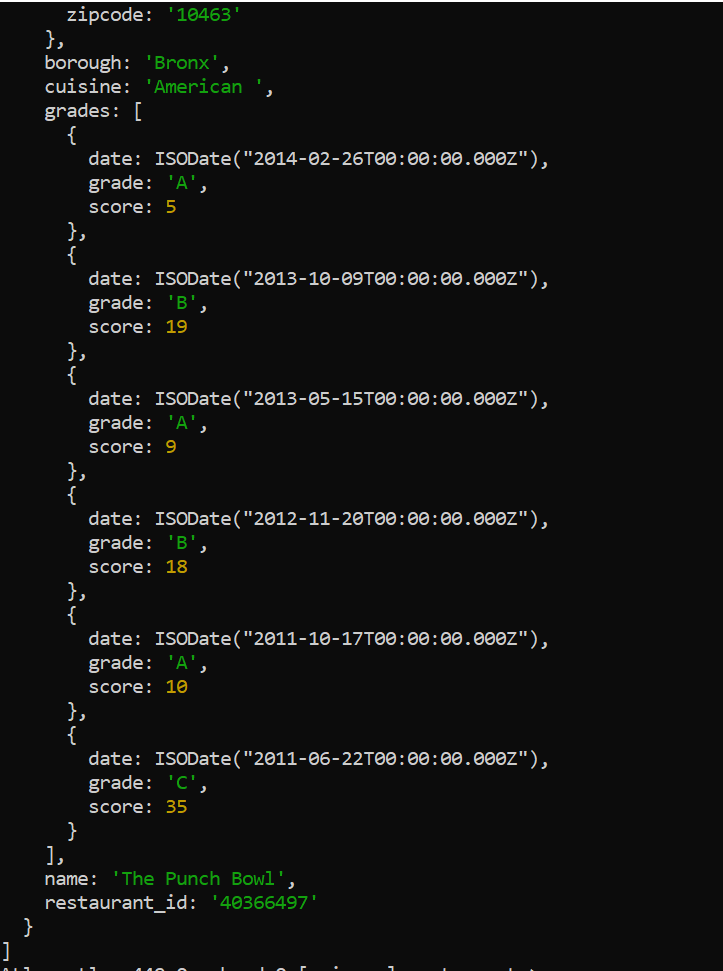 zipcode: '10463'
},
borough: 'Bronx',
cuisine: 'American ',
grades: [
{
date: ISODate("2014-02-26T00:00:00.000Z"),
grade: 'A',
score: 5
},
{
date: ISODate("2013-10-09T00:00:00.000Z"),
grade: 'B',
score: 19
},
{
date: ISODate("2013-05-15T00:00:00.000Z"),
grade: 'A',
score: 9
},
{
date: ISODate("2012-11-20T00:00:00.000Z"),
grade: 'B',
score: 18
},
{
date: ISODate("2011-10-17T00:00:00.000Z"),
grade: 'A',
score: 10
},
{
date: ISODate("2011-06-22T00:00:00.000Z"),
grade: 'C',
score: 35
}
],
name: 'The Punch Bowl',
restaurant_id: '40366497'
}
]